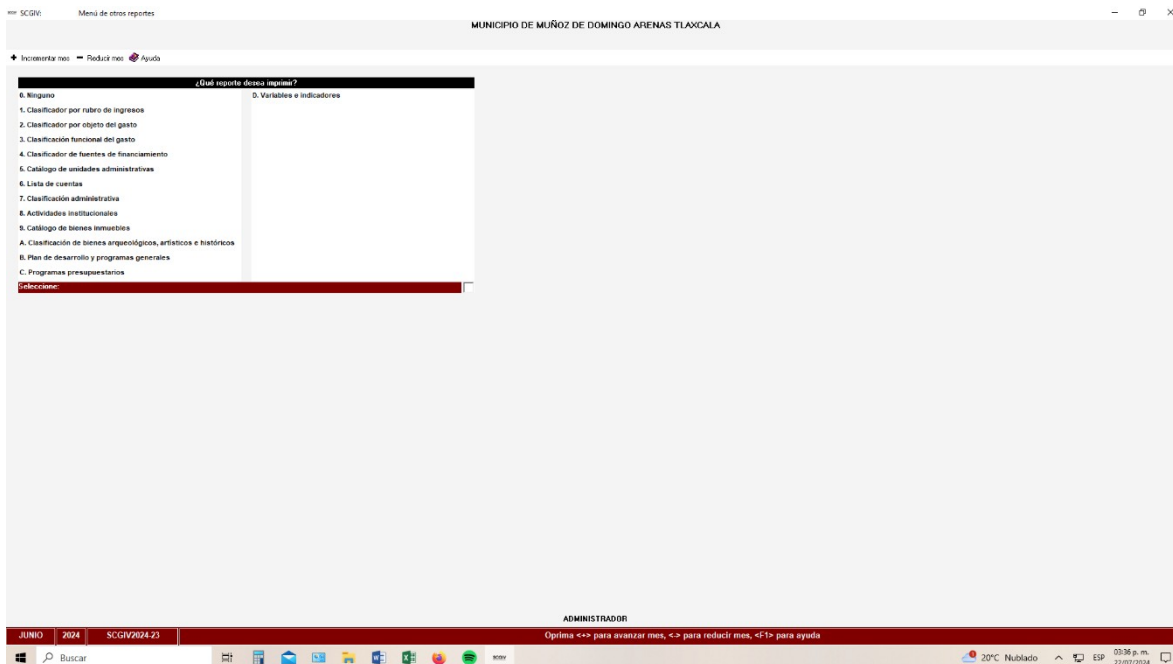 SCGIV: Menú de otros reportes
MUNICIPIO DE MUÑOZ DE DOMINGO ARENAS TLAXCALA
Incrementar mes Reducir mes Ayuda
¿Qué reporte desea imprimir?
0. Ninguno
1. Clasificador por rubro de ingresos
2. Clasificador por objeto del gasto
3. Clasificación funcional del gasto
4. Clasificador de fuentes de financiamiento
5. Catálogo de unidades administrativas
6. Lista de cuentas
7. Clasificación administrativa
8. Actividades institucionales
9. Catálogo de bienes inmuebles
A. Clasificación de bienes arqueológicos, artísticos e históricos
B. Plan de desarrollo y programas generales
C. Programas presupuestarios
D. Variables e indicadores
Seleccione:
ADMINISTRADOR
JUNIO 2024 SCGIV2024-23 Oprima <+> para avanzar mes, <-> para reducir mes, <F1> para ayuda
Buscar 20°C Nublado ESP 03:36 p. m.
22/07/2024